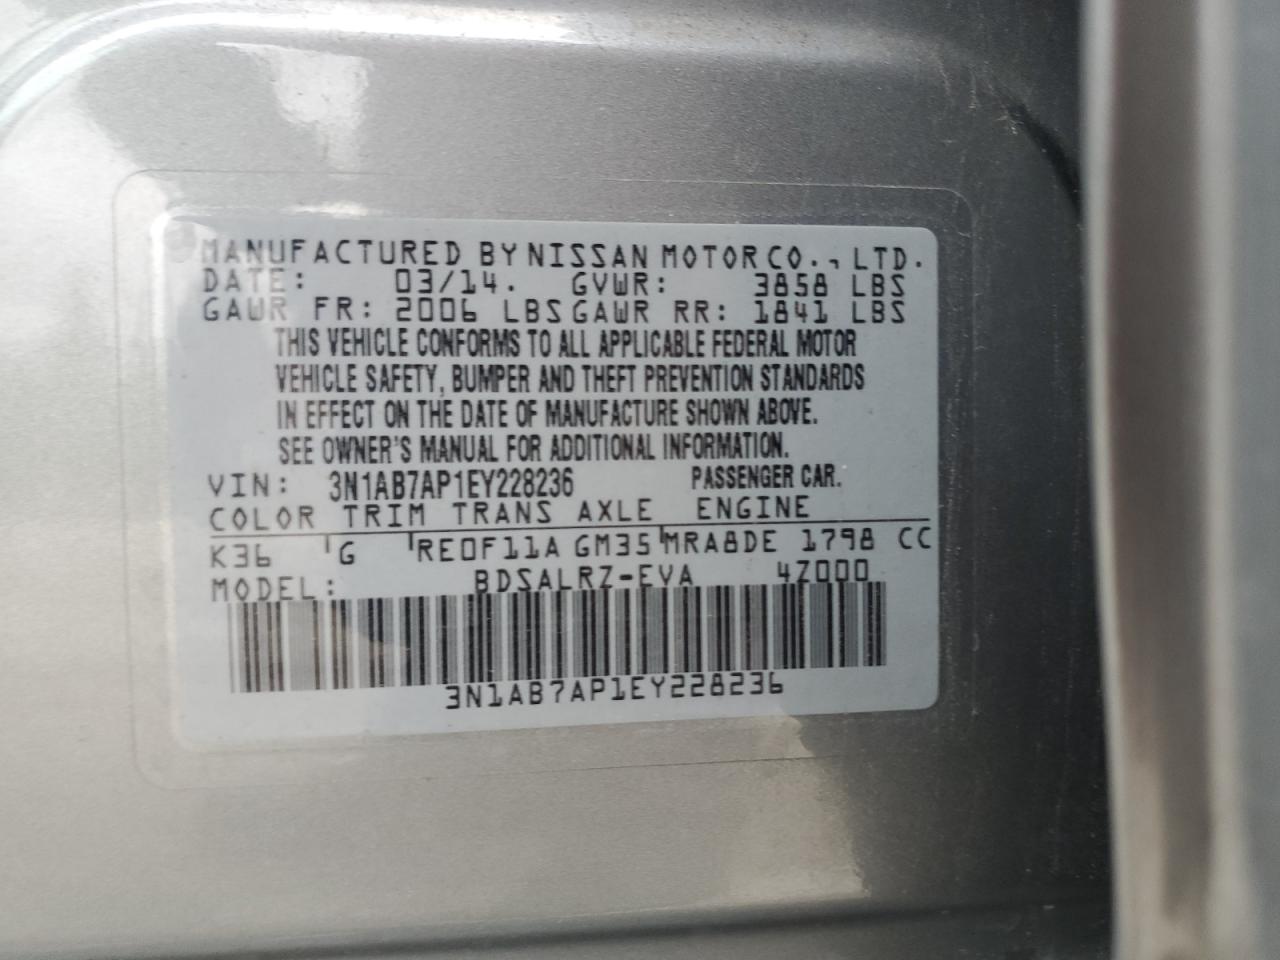 MANUFACTURED BY NISSAN MOTOR CO., LTD.
DATE: 03/14. GVWR: 3858 LBS
GAWR FR: 2006 LBS GAWR RR: 1841 LBS
THIS VEHICLE CONFORMS TO ALL APPLICABLE FEDERAL MOTOR
VEHICLE SAFETY, BUMPER AND THEFT PREVENTION STANDARDS
IN EFFECT ON THE DATE OF MANUFACTURE SHOWN ABOVE.
SEE OWNER'S MANUAL FOR ADDITIONAL INFORMATION.
VIN: 3N1AB7AP1EY228236 PASSENGER CAR.
COLOR TRIM TRANS AXLE ENGINE
K36 G RE0F11A GM35 MRA8DE 1798 CC
MODEL: BDSALRZ-EVA 4Z000
3N1AB7AP1EY228236